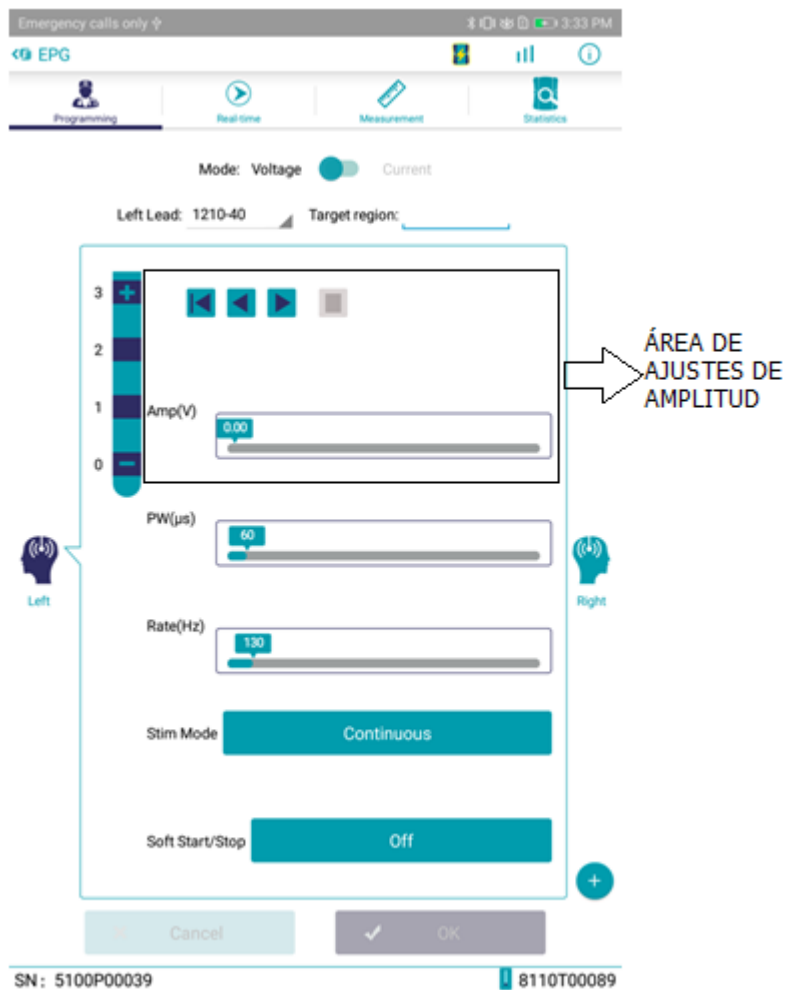 Emergency calls only
3:33 PM
EPG
Programming
Real-time
Measurement
Statistics
Mode: Voltage Current
Left Lead: 1210-40 Target region:
3
2
1
0
Amp(V)
0.00
ÁREA DE
AJUSTES DE
AMPLITUD
PW(μs)
60
Left
Right
Rate(Hz)
130
Stim Mode Continuous
Soft Start/Stop Off
Cancel OK
SN: 5100P00039 8110T00089